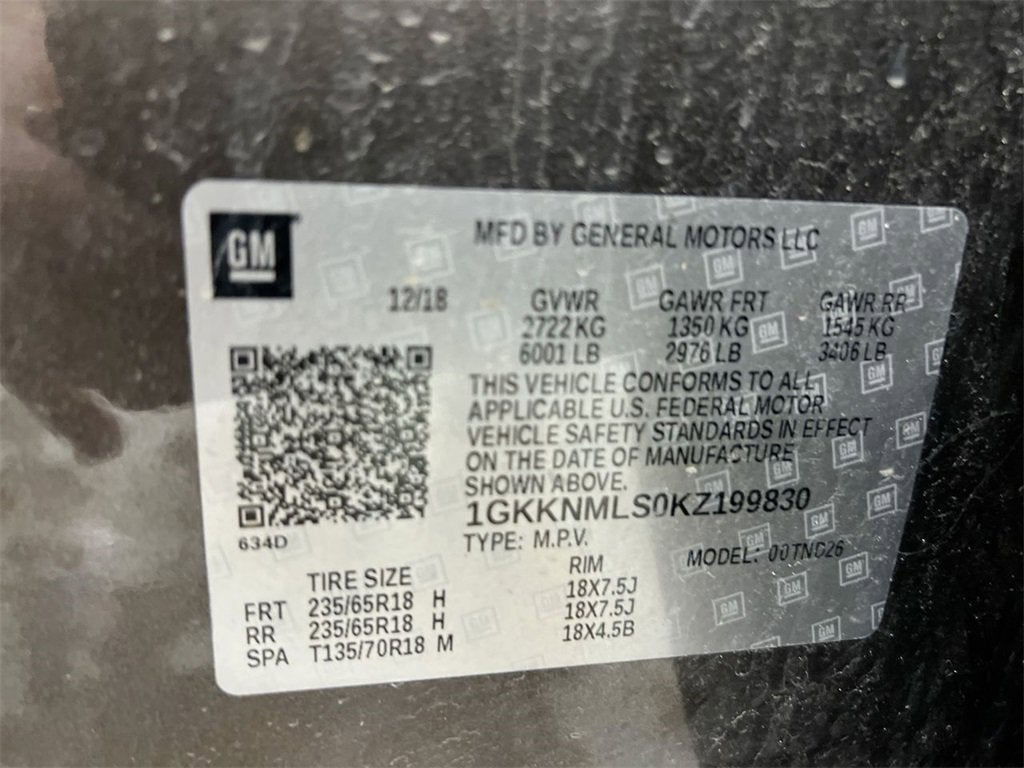 GM
MFD BY GENERAL MOTORS LLC
12/18 GVWR GAWR FRT GAWR RR
2722 KG 1350 KG 1545 KG
6001 LB 2976 LB 3406 LB
THIS VEHICLE CONFORMS TO ALL
APPLICABLE U.S. FEDERAL MOTOR
VEHICLE SAFETY STANDARDS IN EFFECT
ON THE DATE OF MANUFACTURE
SHOWN ABOVE.
1GKKNMLS0KZ199830
634D
TYPE: M.P.V. MODEL: 00TND26
TIRE SIZE RIM
FRT 235/65R18 H 18X7.5J
RR 235/65R18 H 18X7.5J
SPA T135/70R18 M 18X4.5B